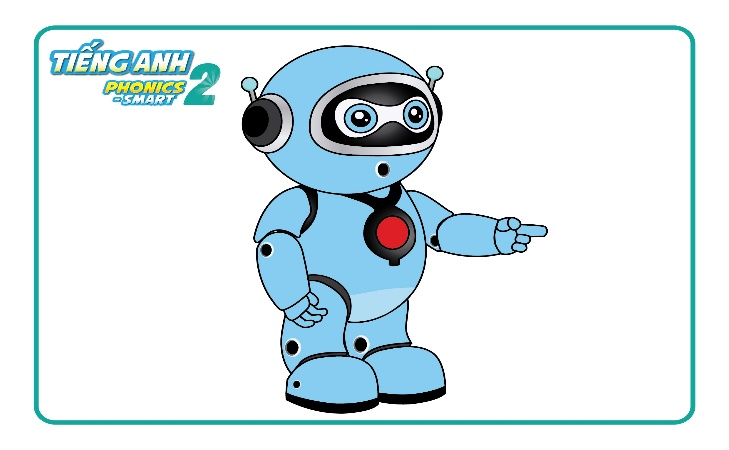 TIẾNG ANH
PHONICS 2
-SMART